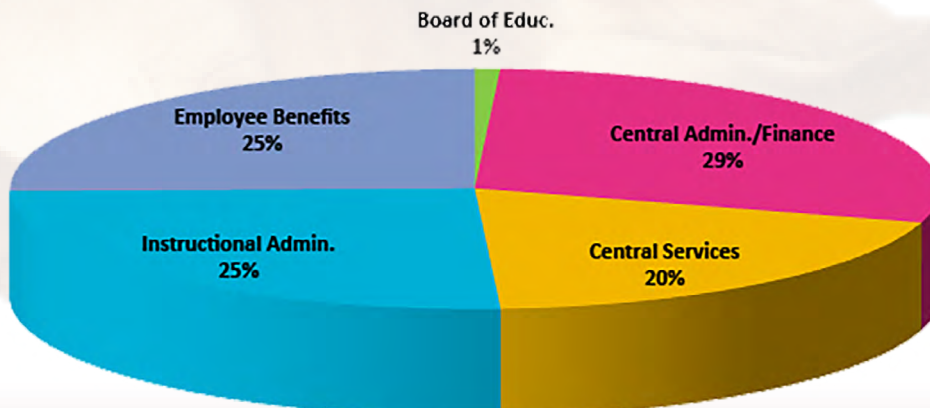 Board of Educ.
1%
Employee Benefits
25%
Central Admin./Finance
29%
Instructional Admin.
25%
Central Services
20%